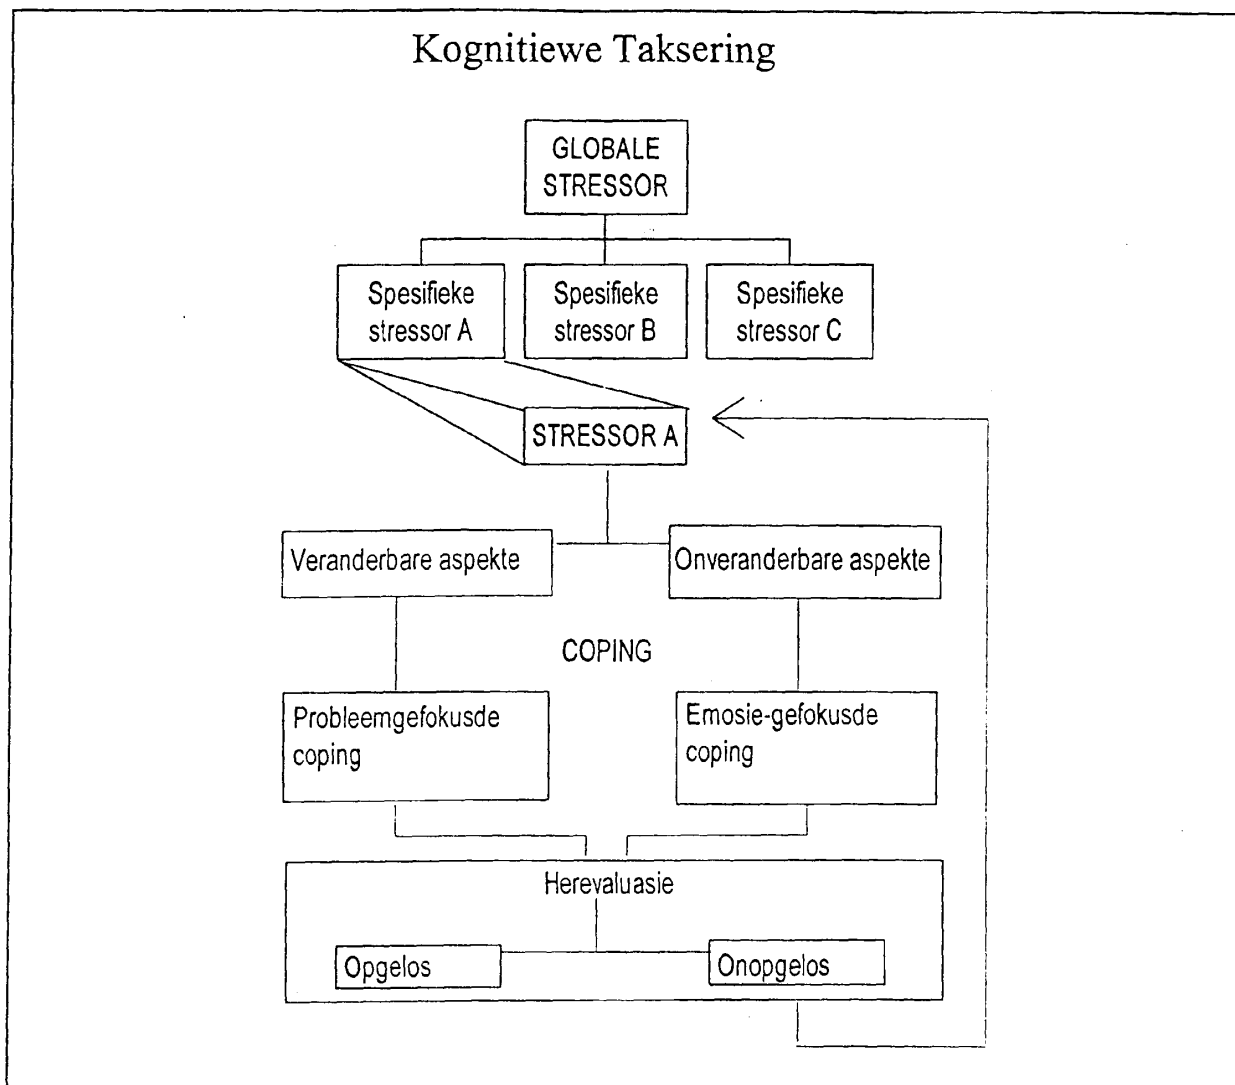 Kognitiewe Taksering
GLOBALE
STRESSOR
Spesifieke
stressor A
Spesifieke
stressor B
Spesifieke
stressor C
STRESSOR A
Veranderbare aspekte
Onveranderbare aspekte
COPING
Probleemgefokusde
coping
Emosie-gefokusde
coping
Herevaluasie
Opgelos
Onopgelos